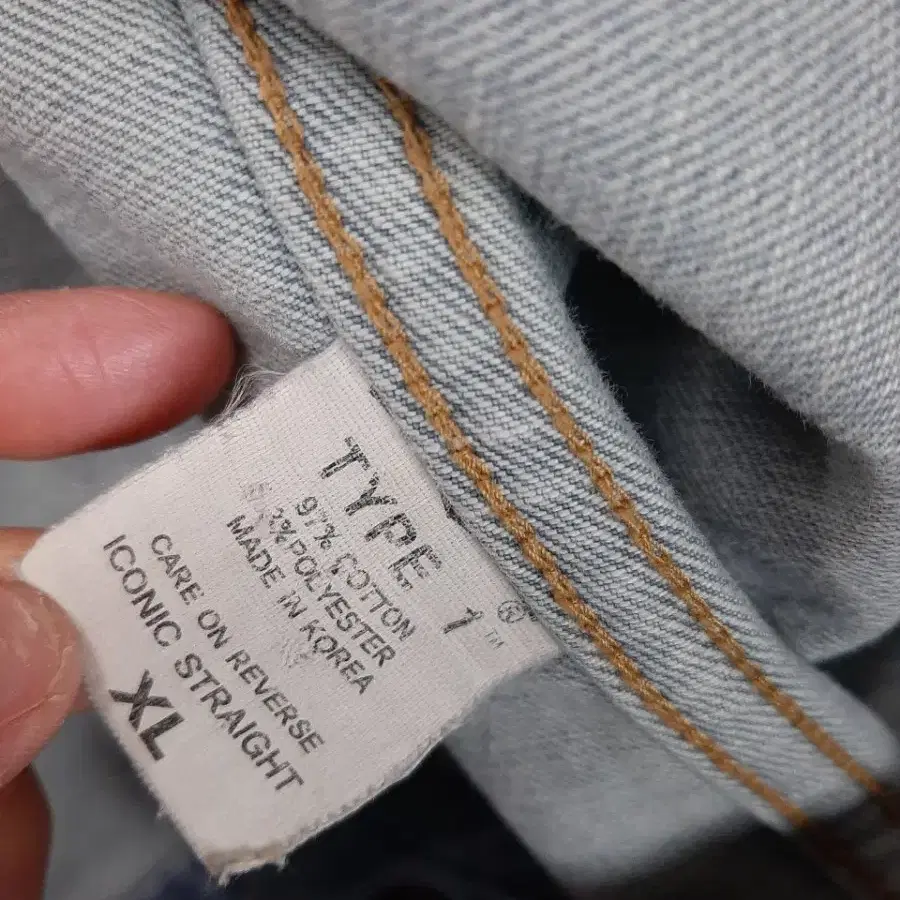 TYPE 1™ ®
97% COTTON
3%POLYESTER
MADE IN KOREA
CARE ON REVERSE
ICONIC STRAIGHT
XL